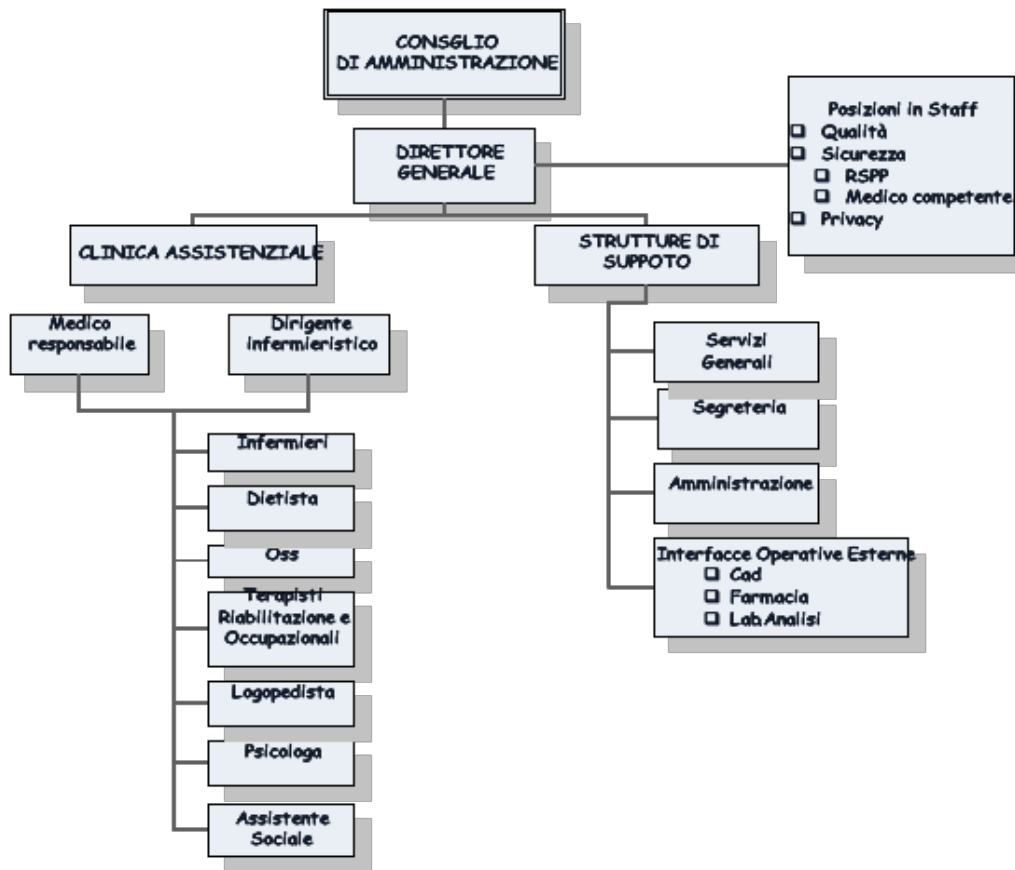 CONSGLIO
DI AMMINISTRAZIONE
DIRETTORE
GENERALE
Posizioni in Staff
❑ Qualità
❑ Sicurezza
❑ RSPP
❑ Medico competente
❑ Privacy
CLINICA ASSISTENZIALE
STRUTTURE DI
SUPPOTO
Medico
responsabile
Dirigente
infermieristico
Infermieri
Dietista
Oss
Terapisti
Riabilitazione e
Occupazionali
Logopedista
Psicologa
Assistente
Sociale
Servizi
Generali
Segreteria
Amministrazione
Interfacce Operative Esterne
❑ Cad
❑ Farmacia
❑ Lab.Analisi